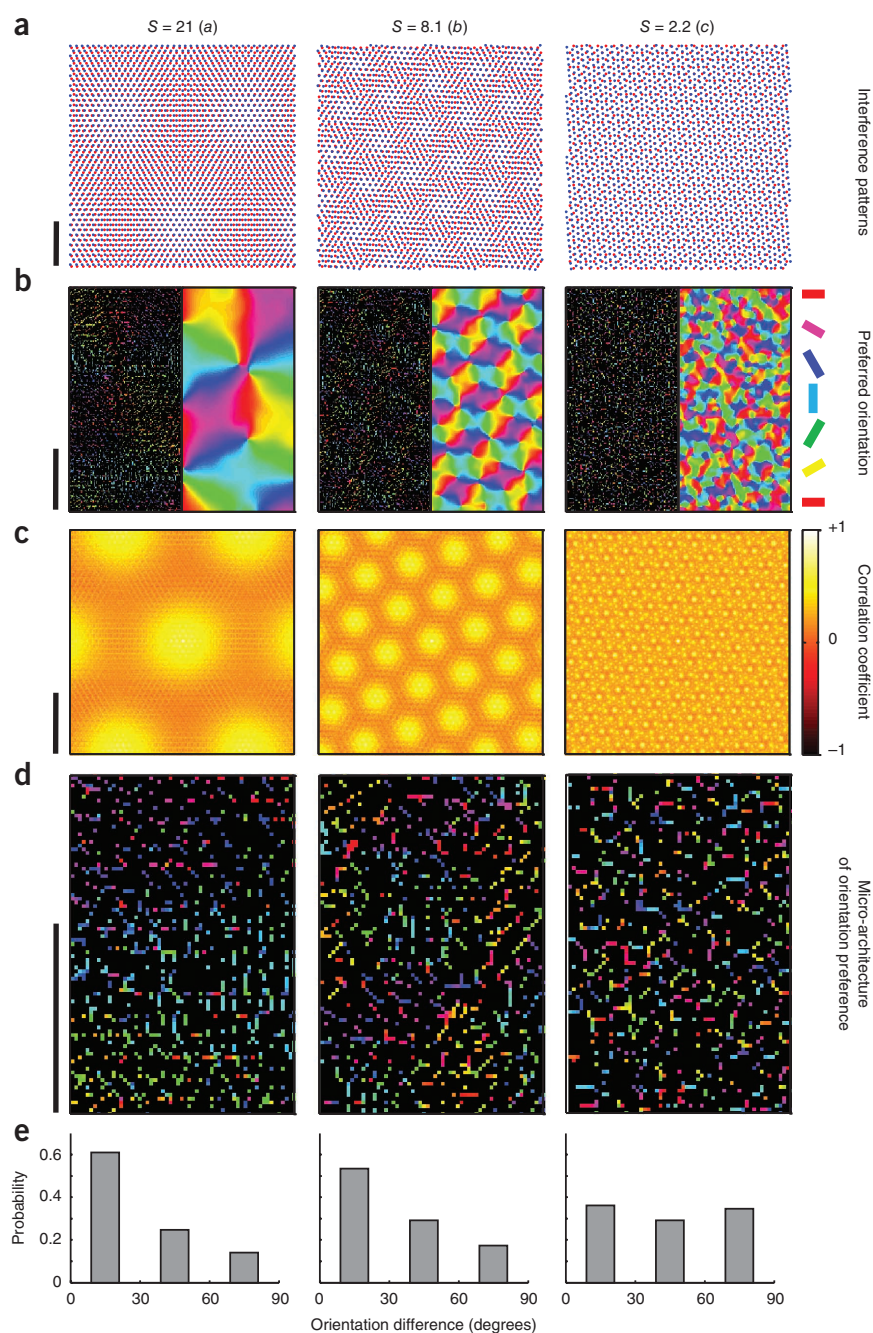 a
S = 21 (a)
S = 8.1 (b)
S = 2.2 (c)
Interference patterns
b
Preferred orientation
c
+1
0
−1
Correlation coefficient
d
Micro-architecture
of orientation preference
e
Probability
0.6
0.4
0.2
0
0
30
60
90
0
30
60
90
0
30
60
90
Orientation difference (degrees)